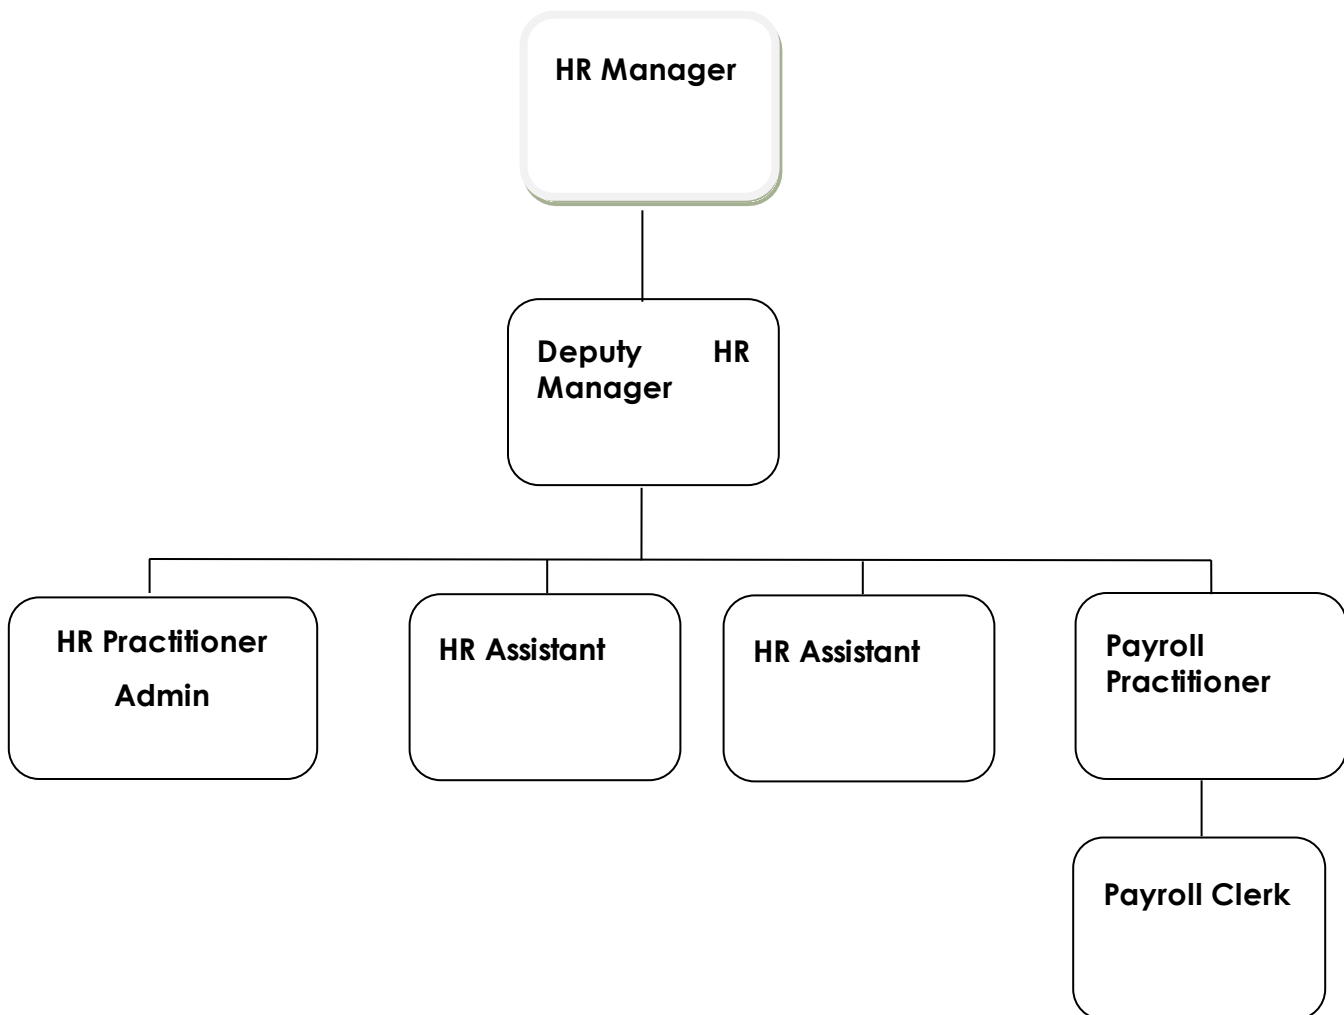 HR Manager
Deputy HR
Manager
HR Practitioner
Admin
HR Assistant
HR Assistant
Payroll
Practitioner
Payroll Clerk